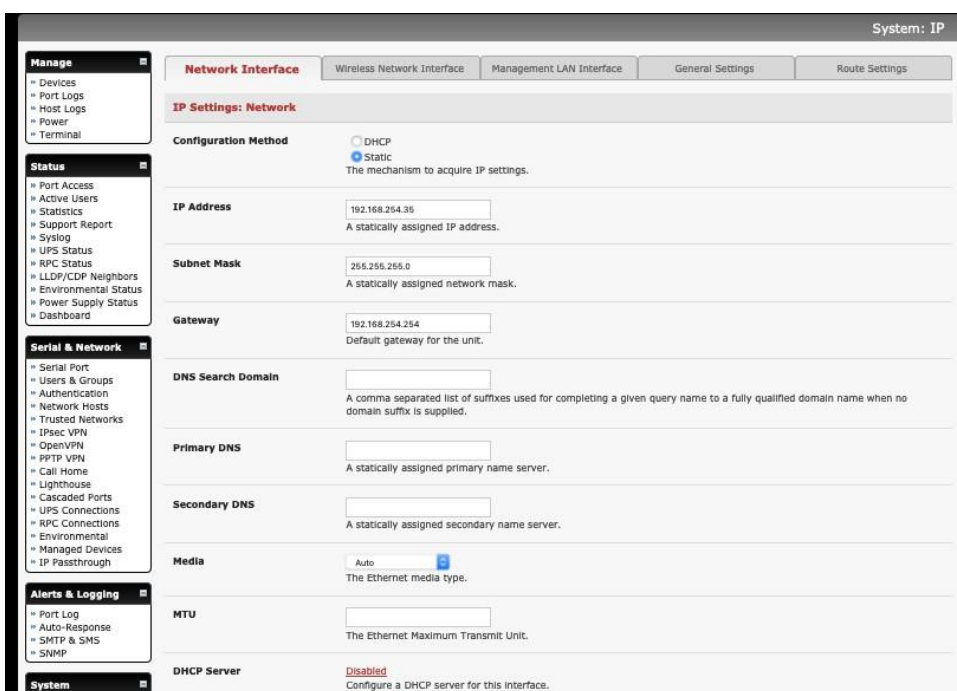 System: IP
Manage
Devices
Port Logs
Host Logs
Power
Terminal
Status
Port Access
Active Users
Statistics
Support Report
Syslog
UPS Status
RPC Status
LLDP/CDP Neighbors
Environmental Status
Power Supply Status
Dashboard
Serial & Network
Serial Port
Users & Groups
Authentication
Network Hosts
Trusted Networks
IPsec VPN
OpenVPN
PPTP VPN
Call Home
Lighthouse
Cascaded Ports
UPS Connections
RPC Connections
Environmental
Managed Devices
IP Passthrough
Alerts & Logging
Port Log
Auto-Response
SMTP & SMS
SNMP
System
Network Interface Wireless Network Interface Management LAN Interface General Settings Route Settings
IP Settings: Network
Configuration Method
DHCP
Static
The mechanism to acquire IP settings.
IP Address
192.168.254.35
A statically assigned IP address.
Subnet Mask
255.255.255.0
A statically assigned network mask.
Gateway
192.168.254.254
Default gateway for the unit.
DNS Search Domain
A comma separated list of suffixes used for completing a given query name to a fully qualified domain name when no
domain suffix is supplied.
Primary DNS
A statically assigned primary name server.
Secondary DNS
A statically assigned secondary name server.
Media
Auto
The Ethernet media type.
MTU
The Ethernet Maximum Transmit Unit.
DHCP Server
Disabled
Configure a DHCP server for this interface.